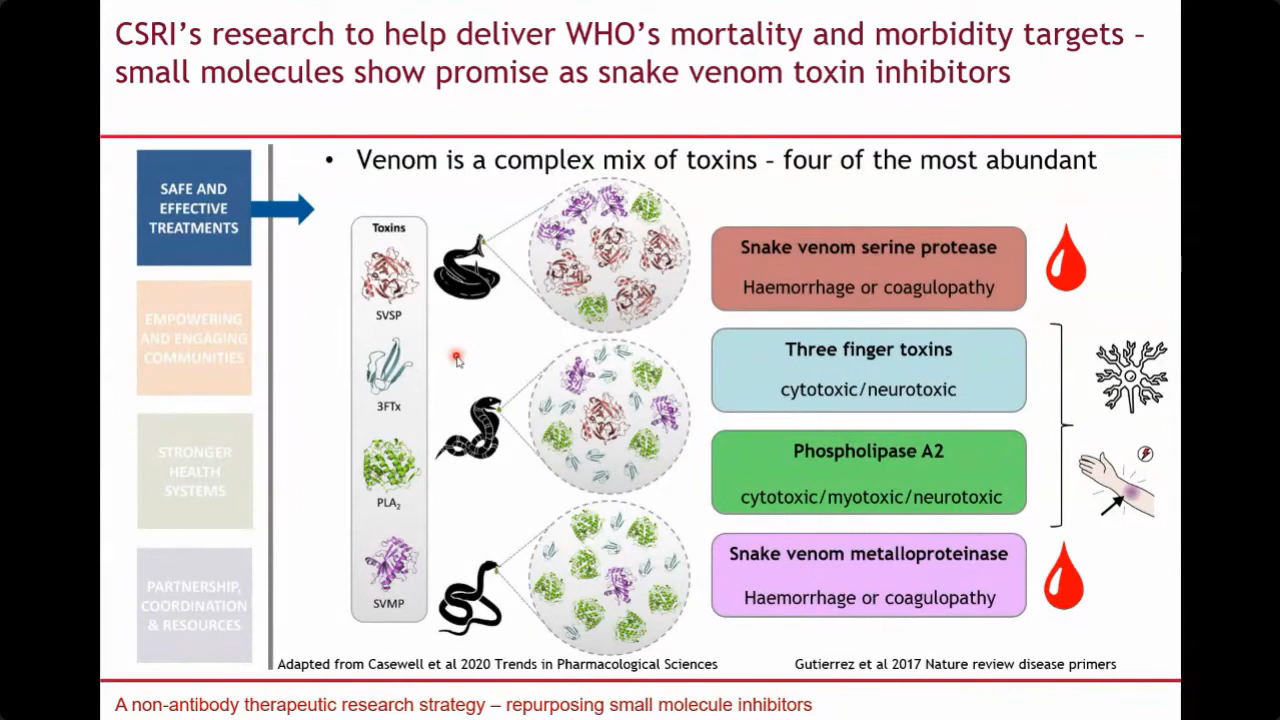 CSRI’s research to help deliver WHO’s mortality and morbidity targets –
small molecules show promise as snake venom toxin inhibitors
SAFE AND
EFFECTIVE
TREATMENTS
EMPOWERING
AND ENGAGING
COMMUNITIES
STRONGER
HEALTH
SYSTEMS
PARTNERSHIP,
COORDINATION
& RESOURCES
• Venom is a complex mix of toxins – four of the most abundant
Toxins
SVSP
3FTx
PLA₂
SVMP
Snake venom serine protease
Haemorrhage or coagulopathy
Three finger toxins
cytotoxic/neurotoxic
Phospholipase A2
cytotoxic/myotoxic/neurotoxic
Snake venom metalloproteinase
Haemorrhage or coagulopathy
Adapted from Casewell et al 2020 Trends in Pharmacological Sciences
Gutierrez et al 2017 Nature review disease primers
A non-antibody therapeutic research strategy – repurposing small molecule inhibitors